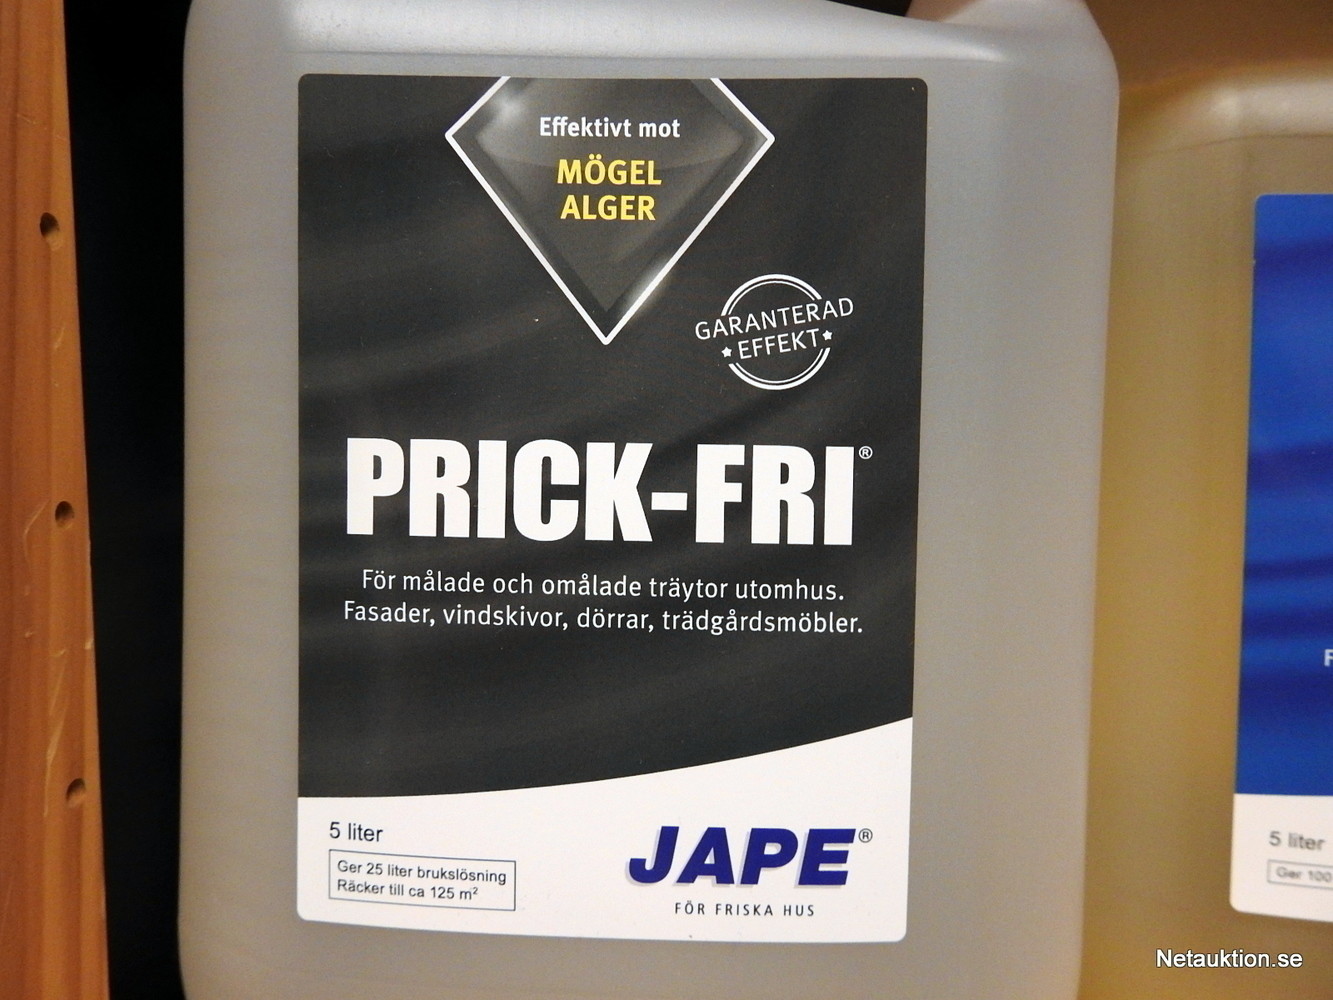 Effektivt mot
MÖGEL
ALGER
GARANTERAD
EFFEKT
PRICK-FRI®
För målade och omålade träytor utomhus.
Fasader, vindskivor, dörrar, trädgårdsmöbler.
5 liter
Ger 25 liter brukslösning
Räcker till ca 125 m²
JAPE®
FÖR FRISKA HUS
F
5 liter
Ger 100
Netauktion.se